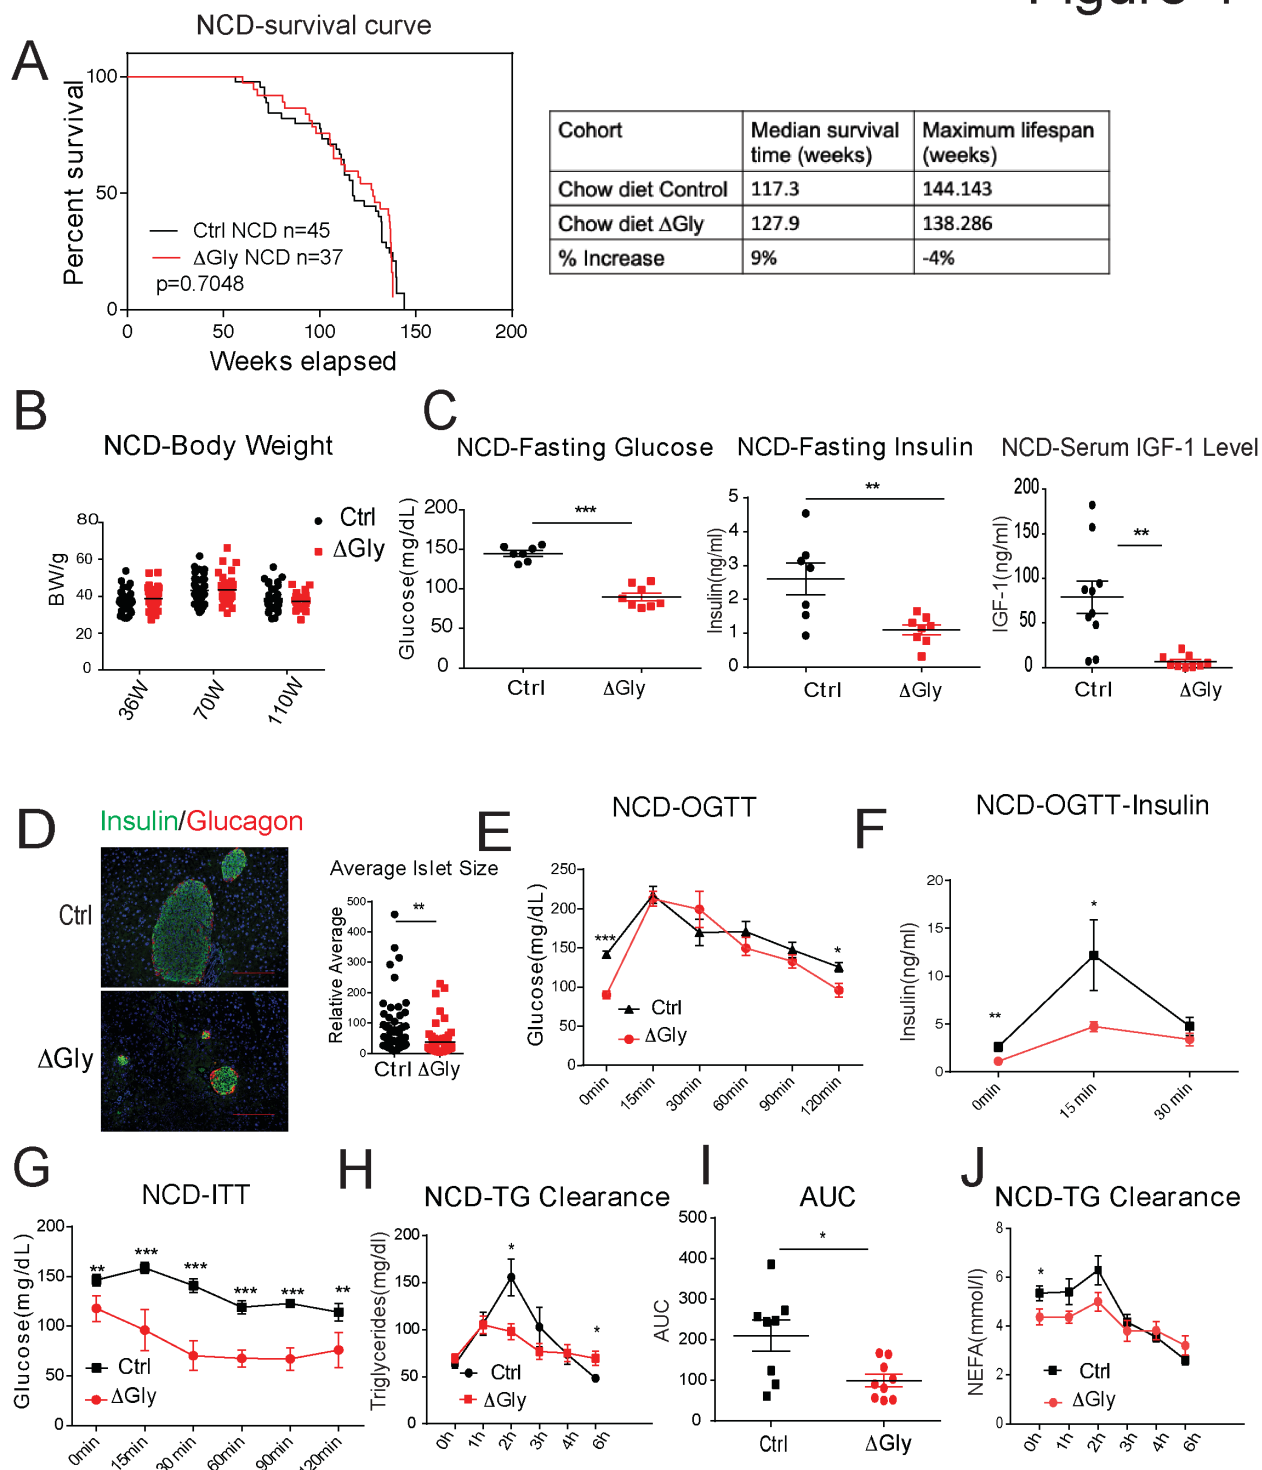 Figure 4
A
NCD-survival curve
Percent survival
100
50
0
Ctrl NCD n=45
ΔGly NCD n=37
p=0.7048
0 50 100 150 200
Weeks elapsed
Cohort Median survival time (weeks) Maximum lifespan (weeks)
Chow diet Control 117.3 144.143
Chow diet ΔGly 127.9 138.286
% Increase 9% -4%
B
NCD-Body Weight
BW/g
80
60
40
20
0
Ctrl
ΔGly
36W 70W 110W
C
NCD-Fasting Glucose
Glucose(mg/dL)
200
150
100
50
0
***
Ctrl ΔGly
NCD-Fasting Insulin
Insulin(ng/ml)
5
4
3
2
1
0
**
Ctrl ΔGly
NCD-Serum IGF-1 Level
IGF-1(ng/ml)
200
150
100
50
0
**
Ctrl ΔGly
D
Insulin/Glucagon
Ctrl
ΔGly
Average Islet Size
Relative Average
500
400
300
200
100
0
**
Ctrl ΔGly
E
NCD-OGTT
Glucose(mg/dL)
250
200
150
100
50
0
***
*
Ctrl
ΔGly
0min 15min 30min 60min 90min 120min
F
NCD-OGTT-Insulin
Insulin(ng/ml)
20
15
10
5
0
**
*
0min 15 min 30 min
G
NCD-ITT
Glucose(mg/dL)
200
150
100
50
0
** *** *** *** *** **
Ctrl
ΔGly
0min 15min 30 min 60min 90min 120min
H
NCD-TG Clearance
Triglycerides(mg/dl)
200
150
100
50
0
*
*
Ctrl
ΔGly
0h 1h 2h 3h 4h 6h
I
AUC
AUC
500
400
300
200
100
0
*
Ctrl ΔGly
J
NCD-TG Clearance
NEFA(mmol/l)
8
6
4
2
0
*
Ctrl
ΔGly
0h 1h 2h 3h 4h 6h